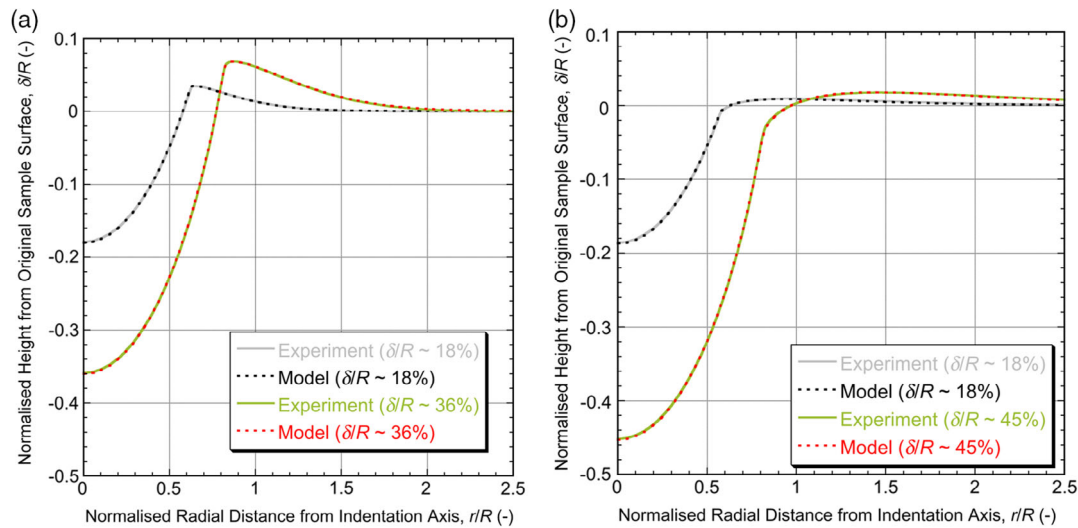 (a)
Normalised Height from Original Sample Surface, δ/R (-)
0.1
0
-0.1
-0.2
-0.3
-0.4
-0.5
0
0.5
1
1.5
2
2.5
Normalised Radial Distance from Indentation Axis, r/R (-)
Experiment (δ/R ~ 18%)
Model (δ/R ~ 18%)
Experiment (δ/R ~ 36%)
Model (δ/R ~ 36%)
(b)
Normalised Height from Original Sample Surface, δ/R (-)
0.1
0
-0.1
-0.2
-0.3
-0.4
-0.5
0
0.5
1
1.5
2
2.5
Normalised Radial Distance from Indentation Axis, r/R (-)
Experiment (δ/R ~ 18%)
Model (δ/R ~ 18%)
Experiment (δ/R ~ 45%)
Model (δ/R ~ 45%)